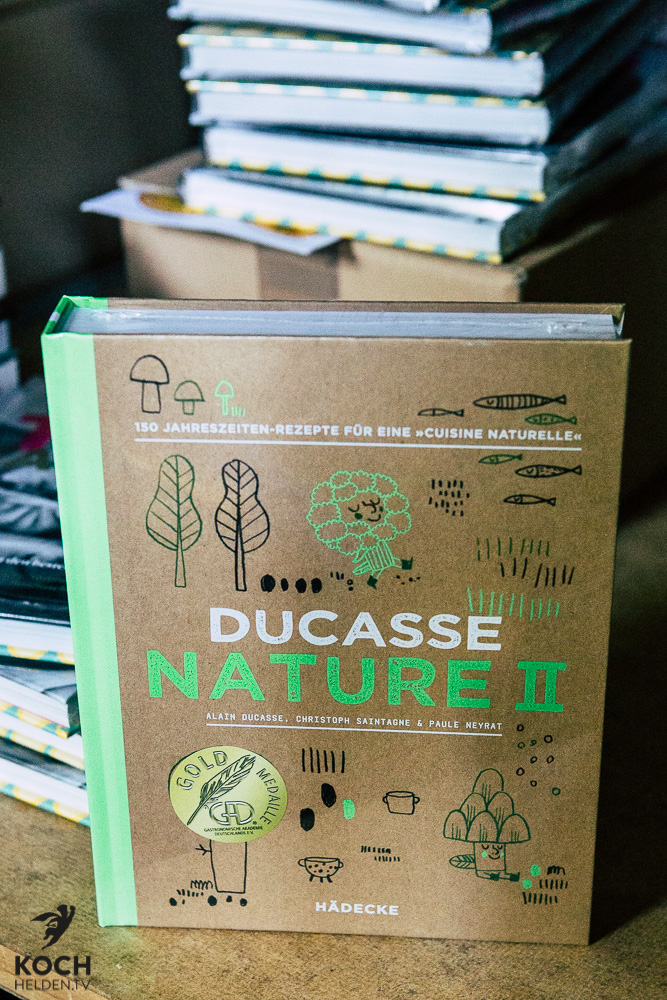 150 JAHRESZEITEN-REZEPTE FÜR EINE »CUISINE NATURELLE«
DUCASSE
NATURE II
ALAIN DUCASSE, CHRISTOPH SAINTAGNE & PAULE NEYRAT
GOLD MEDAILLE
GAD®
GASTRONOMISCHE AKADEMIE
DEUTSCHLANDS E.V.
HÄDECKE
KOCH
HELDEN.TV